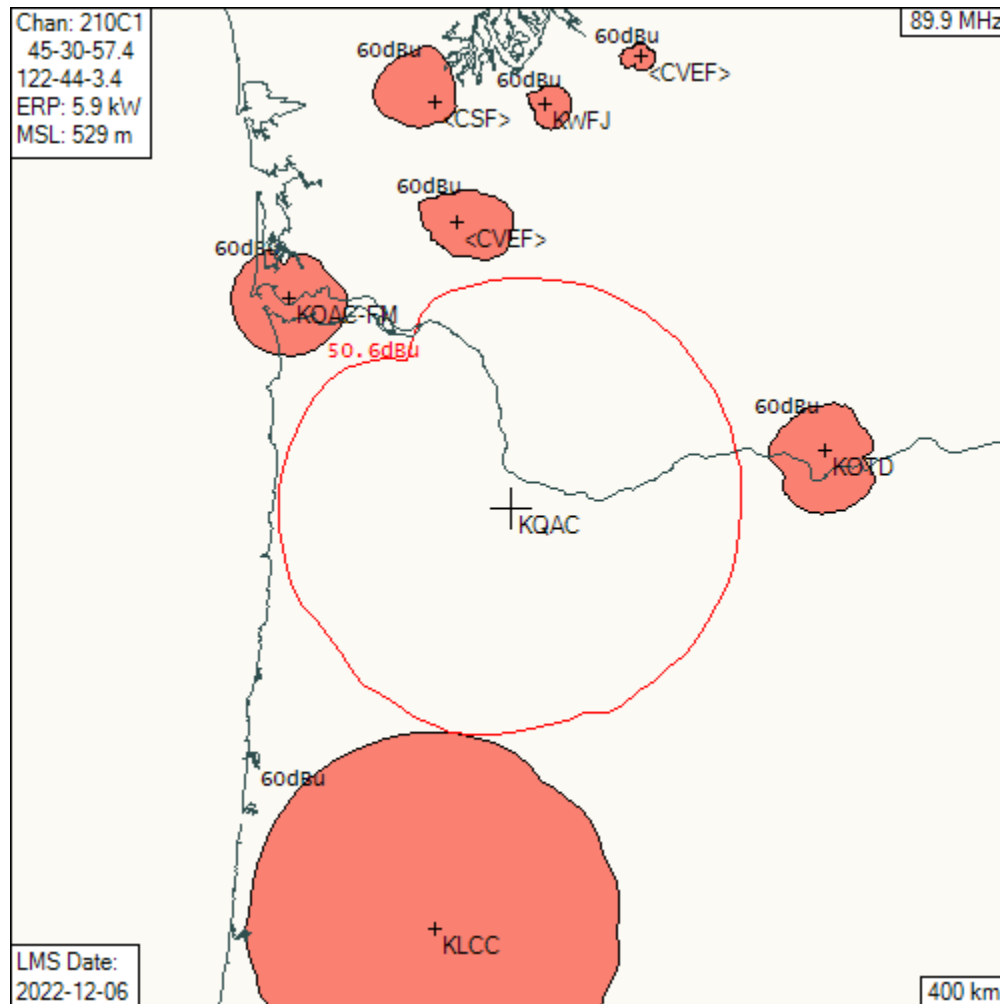 Chan: 210C1
45-30-57.4
122-44-3.4
ERP: 5.9 kW
MSL: 529 m
89.9 MHz
60dBu
<CVEF>
60dBu
<CSF>
60dBu
KWFJ
60dBu
<CVEF>
60dBu
KQAC-FM
50.6dBu
60dBu
KOTD
KQAC
60dBu
KLCC
LMS Date:
2022-12-06
400 km